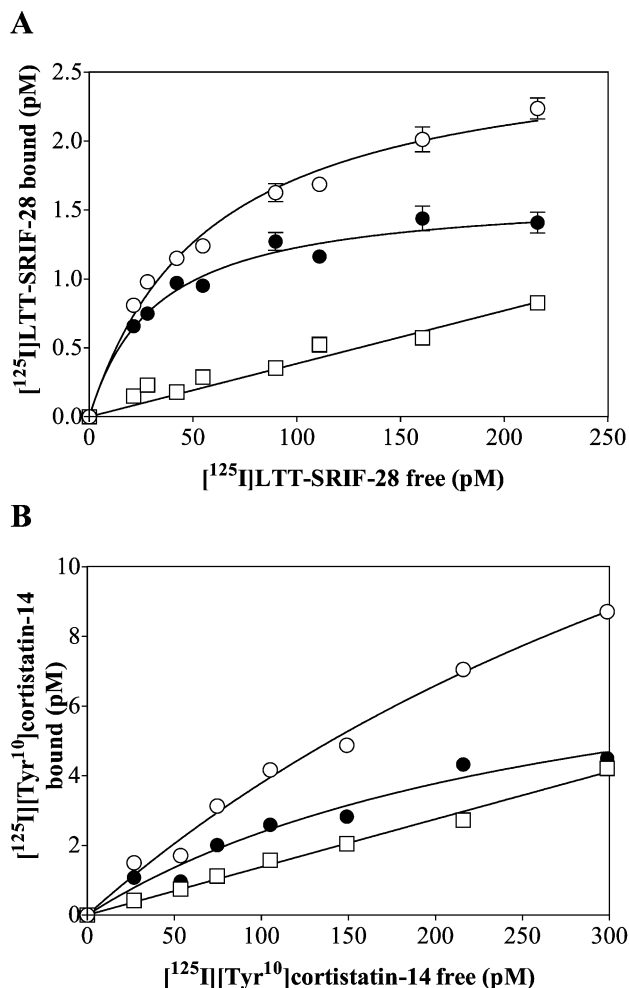 A
[¹²⁵I]LTT-SRIF-28 bound (pM)
2.5
2.0
1.5
1.0
0.5
0.0
0 50 100 150 200 250
[¹²⁵I]LTT-SRIF-28 free (pM)
B
[¹²⁵I][Tyr¹⁰]cortistatin-14
bound (pM)
10
8
6
4
2
0
0 50 100 150 200 250 300
[¹²⁵I][Tyr¹⁰]cortistatin-14 free (pM)